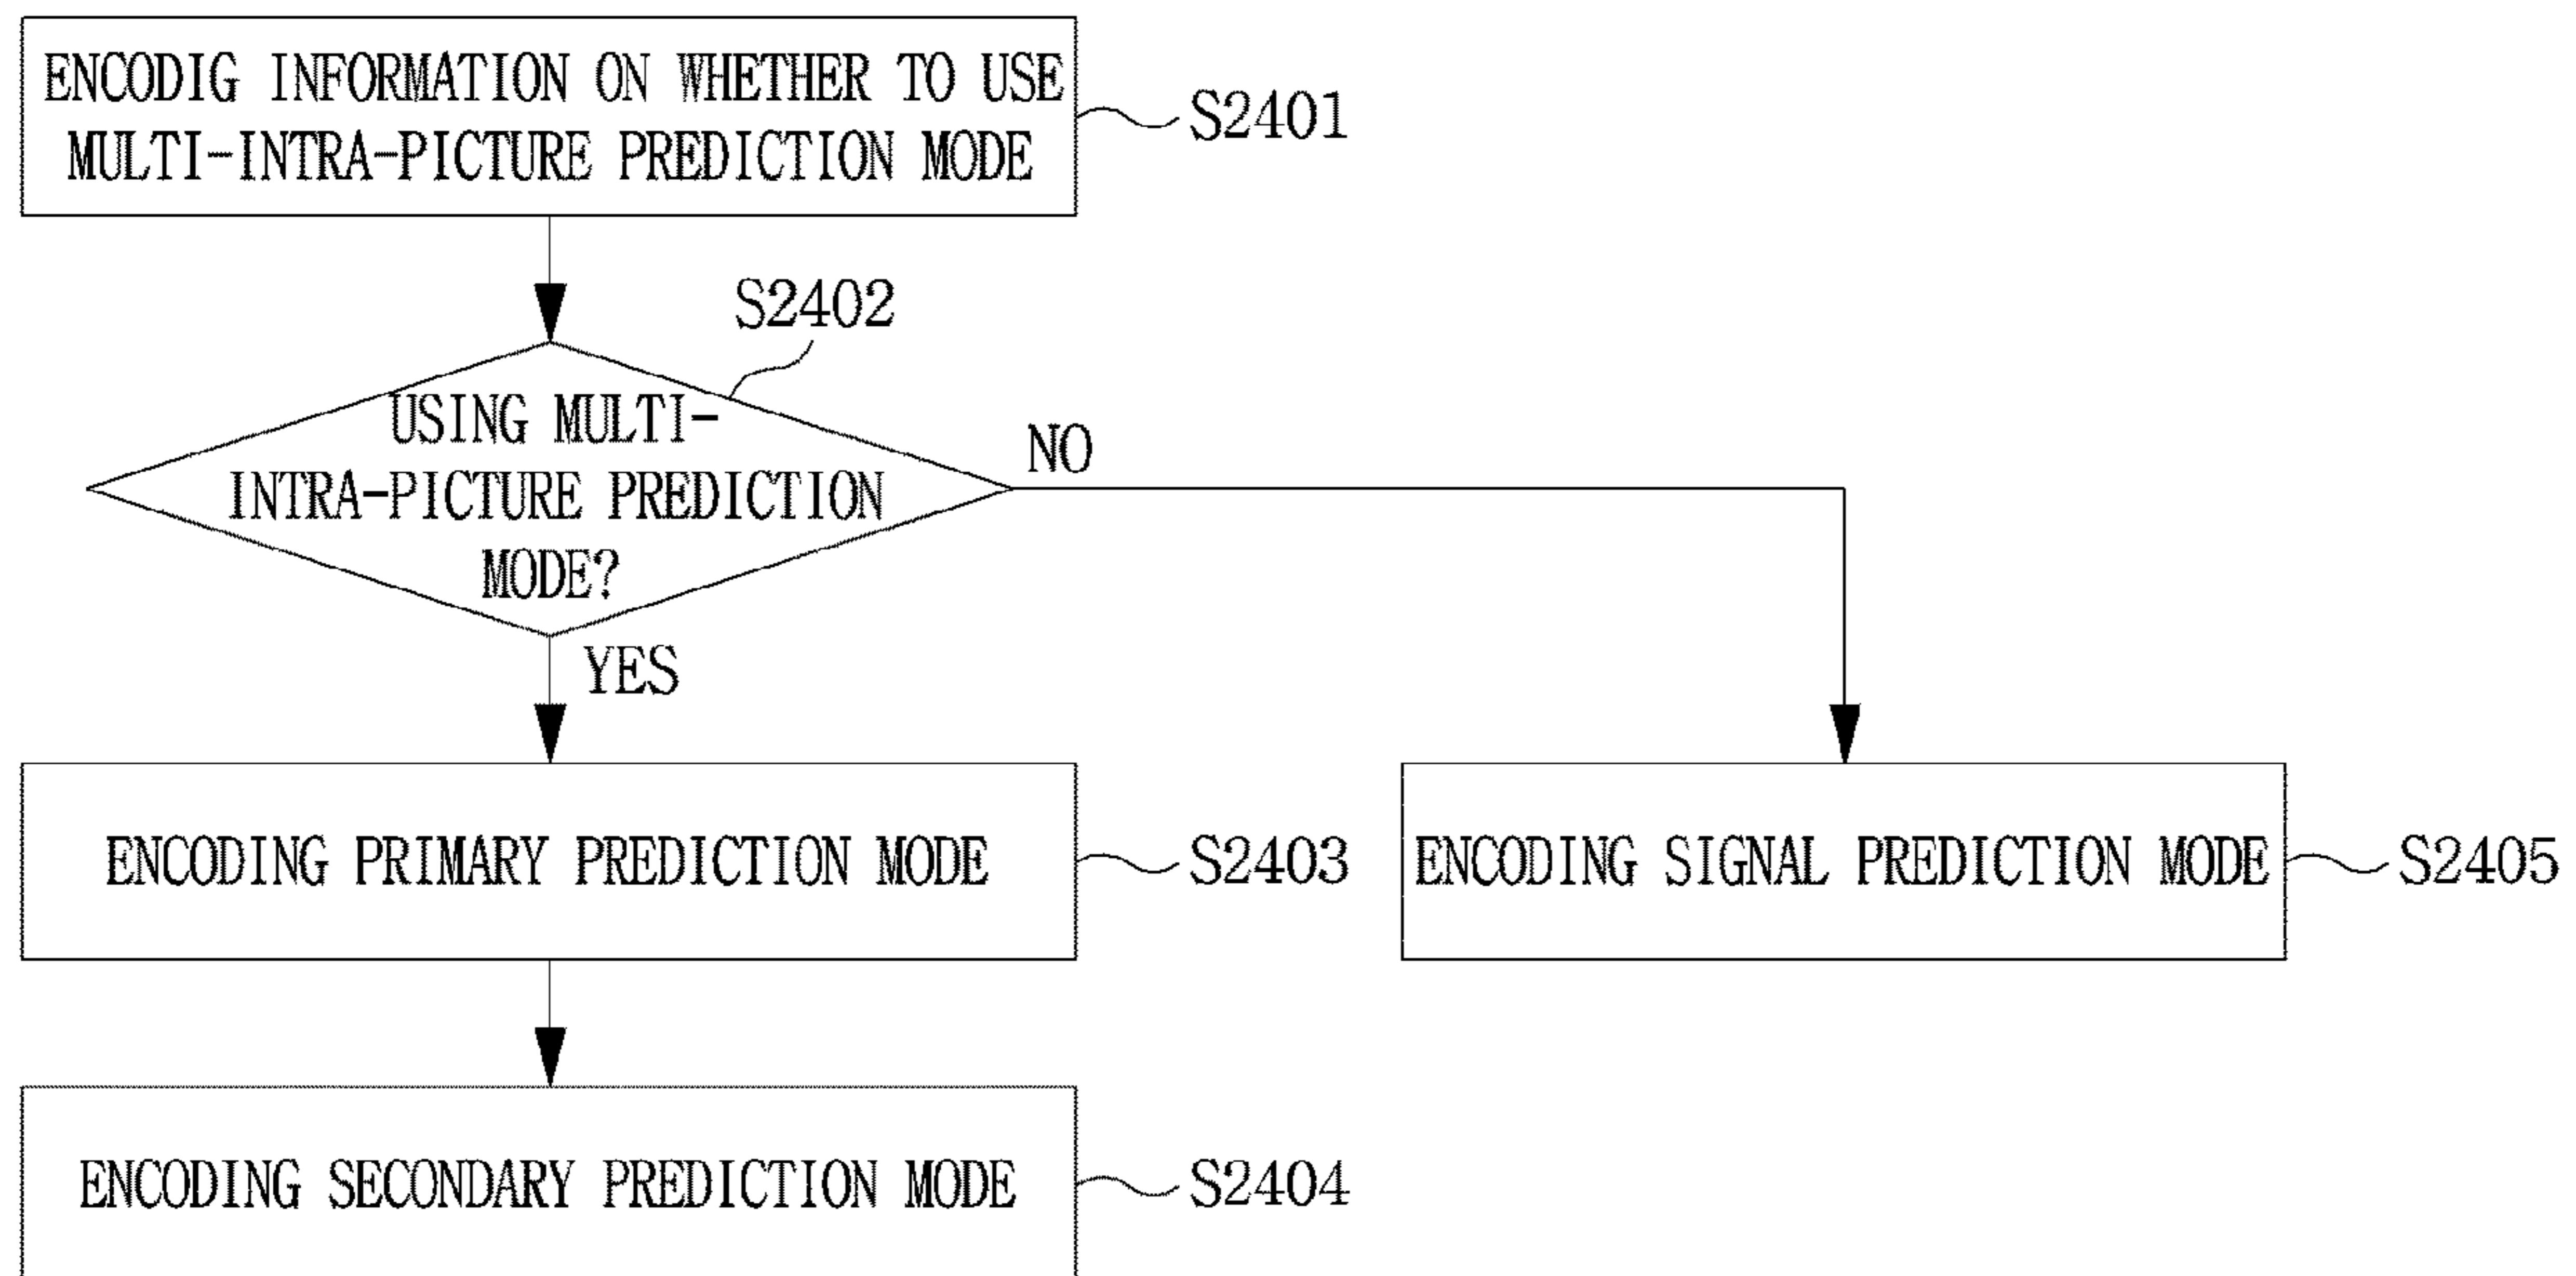 ENCODIG INFORMATION ON WHETHER TO USE
MULTI-INTRA-PICTURE PREDICTION MODE
S2401
S2402
USING MULTI-
INTRA-PICTURE PREDICTION
MODE?
NO
YES
ENCODING PRIMARY PREDICTION MODE
S2403
ENCODING SIGNAL PREDICTION MODE
S2405
ENCODING SECONDARY PREDICTION MODE
S2404